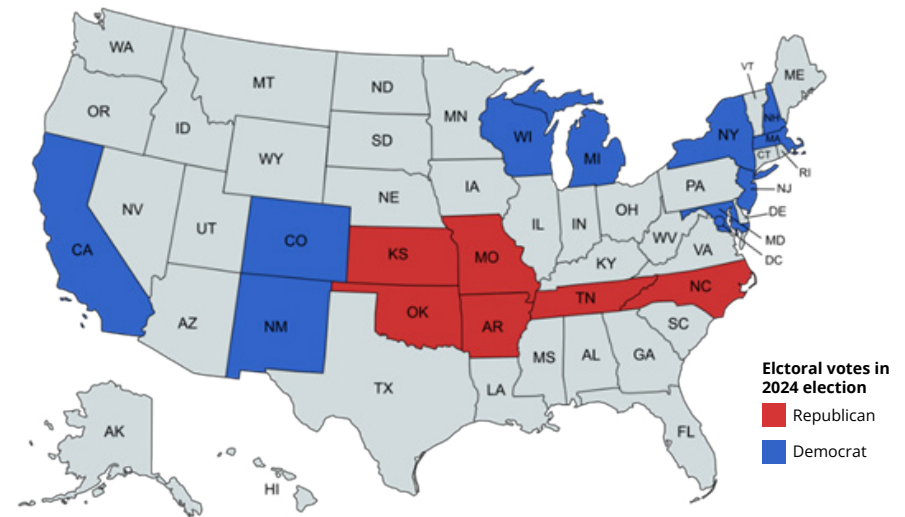 WA
MT
ND
MN
VT
ME
OR
ID
SD
WI
MI
NY
NH
MA
CT
RI
WY
NE
IA
PA
NJ
NV
UT
CO
IL
IN
OH
DE
CA
KS
MO
WV
VA
MD
KY
DC
AZ
NM
OK
AR
TN
NC
TX
LA
MS
AL
GA
SC
FL
AK
HI
Elctoral votes in
2024 election
Republican
Democrat